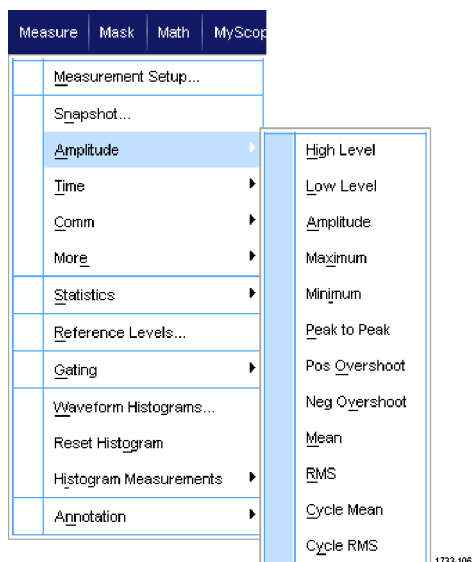 Measure Mask Math MyScop
Measurement Setup...
Snapshot...
Amplitude
Time
Comm
More
Statistics
Reference Levels...
Gating
Waveform Histograms...
Reset Histogram
Histogram Measurements
Annotation
High Level
Low Level
Amplitude
Maximum
Minimum
Peak to Peak
Pos Overshoot
Neg Overshoot
Mean
RMS
Cycle Mean
Cycle RMS
1733-106